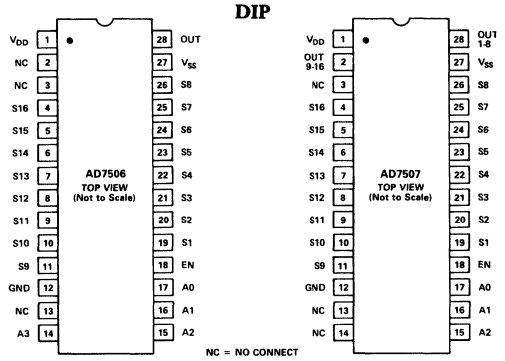 DIP
VDD 1 28 OUT
NC 2 27 VSS
NC 3 26 S8
S16 4 25 S7
S15 5 24 S6
S14 6 23 S5
S13 7 22 S4
S12 8 21 S3
S11 9 20 S2
S10 10 19 S1
S9 11 18 EN
GND 12 17 A0
NC 13 16 A1
A3 14 15 A2
AD7506
TOP VIEW
(Not to Scale)
VDD 1 28 OUT 1-8
OUT 9-16 2 27 VSS
NC 3 26 S8
S16 4 25 S7
S15 5 24 S6
S14 6 23 S5
S13 7 22 S4
S12 8 21 S3
S11 9 20 S2
S10 10 19 S1
S9 11 18 EN
GND 12 17 A0
NC 13 16 A1
NC 14 15 A2
AD7507
TOP VIEW
(Not to Scale)
NC = NO CONNECT